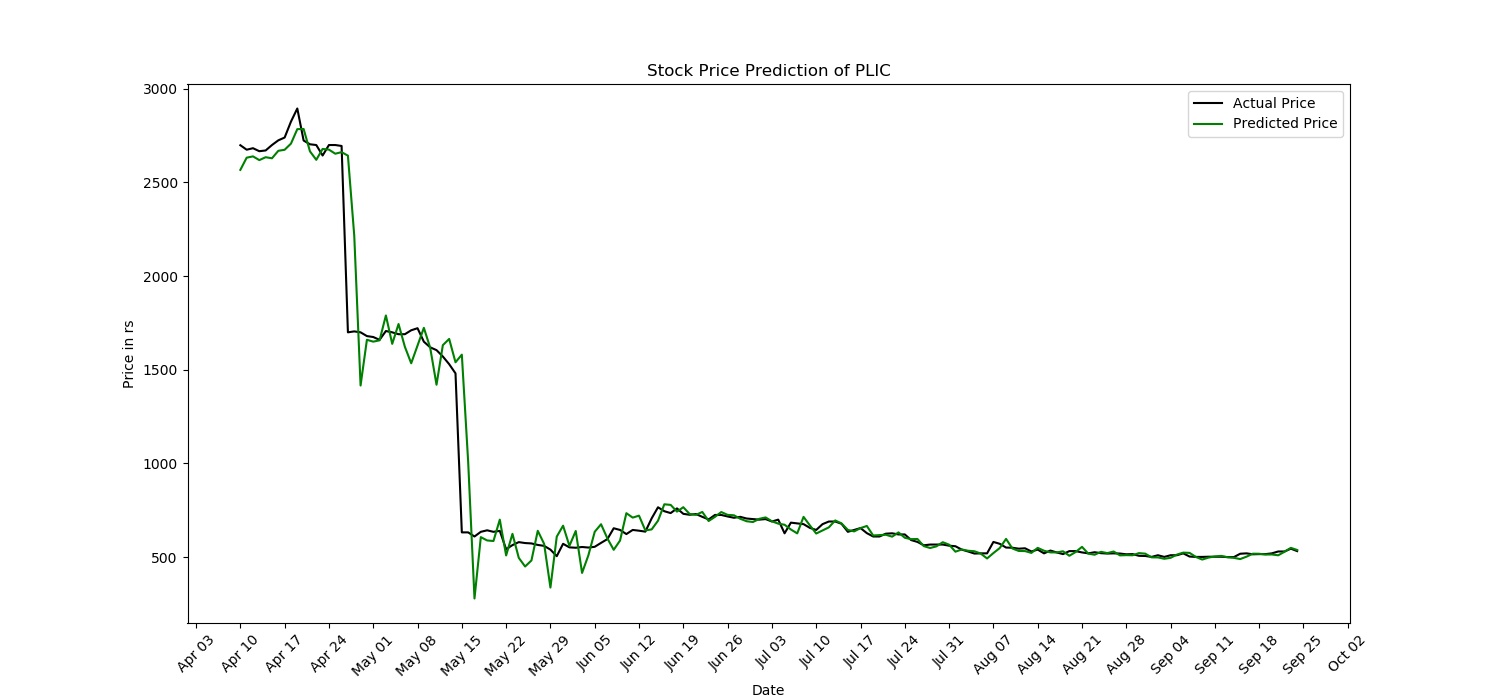 Stock Price Prediction of PLIC
Actual Price
Predicted Price
Price in rs
3000
2500
2000
1500
1000
500
Apr 03
Apr 10
Apr 17
Apr 24
May 01
May 08
May 15
May 22
May 29
Jun 05
Jun 12
Jun 19
Jun 26
Jul 03
Jul 10
Jul 17
Jul 24
Jul 31
Aug 07
Aug 14
Aug 21
Aug 28
Sep 04
Sep 11
Sep 18
Sep 25
Oct 02
Date